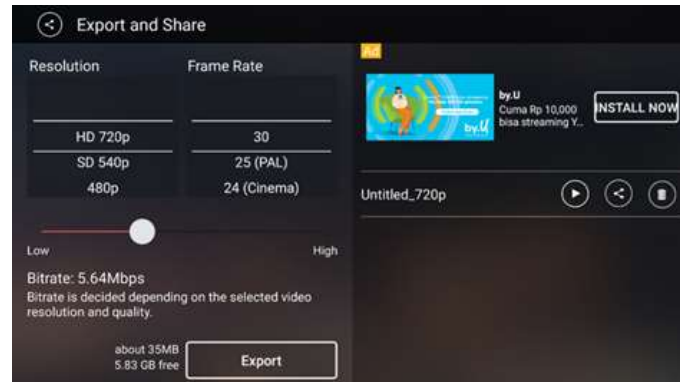 Export and Share
Resolution
Frame Rate
HD 720p
30
SD 540p
25 (PAL)
480p
24 (Cinema)
Low
High
Bitrate: 5.64Mbps
Bitrate is decided depending on the selected video
resolution and quality.
about 35MB
5.83 GB free
Export
Ad
by.U
by.U
Cuma Rp 10,000
bisa streaming Y...
INSTALL NOW
Untitled_720p